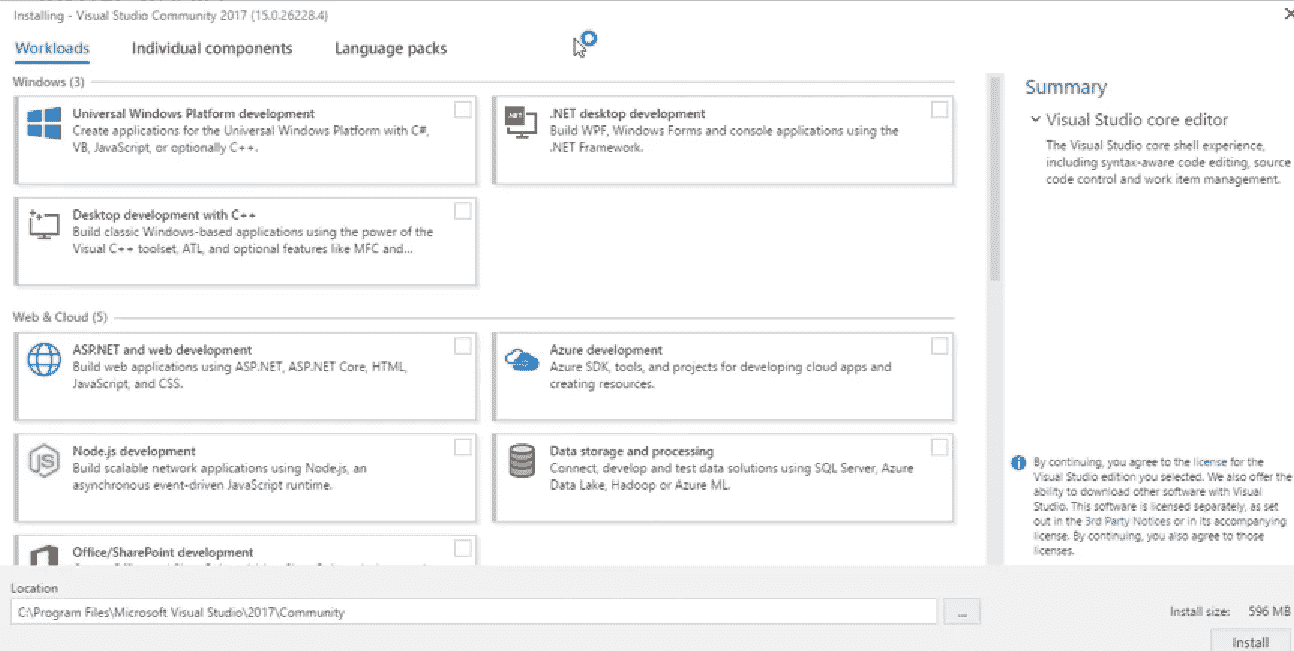 Installing - Visual Studio Community 2017 (15.0.26228.4)
Workloads
Individual components
Language packs
Windows (3)
Universal Windows Platform development
Create applications for the Universal Windows Platform with C#,
VB, JavaScript, or optionally C++.
.NET desktop development
Build WPF, Windows Forms and console applications using the
.NET Framework.
Desktop development with C++
Build classic Windows-based applications using the power of the
Visual C++ toolset, ATL, and optional features like MFC and...
Web & Cloud (5)
ASP.NET and web development
Build web applications using ASP.NET, ASP.NET Core, HTML,
JavaScript, and CSS.
Azure development
Azure SDK, tools, and projects for developing cloud apps and
creating resources.
Node.js development
Build scalable network applications using Node.js, an
asynchronous event-driven JavaScript runtime.
Data storage and processing
Connect, develop and test data solutions using SQL Server, Azure
Data Lake, Hadoop or Azure ML.
Office/SharePoint development
Summary
Visual Studio core editor
The Visual Studio core shell experience,
including syntax-aware code editing, source
code control and work item management.
By continuing, you agree to the license for the
Visual Studio edition you selected. We also offer the
ability to download other software with Visual
Studio. This software is licensed separately, as set
out in the 3rd Party Notices or in its accompanying
license. By continuing, you also agree to those
licenses.
Location
C:\Program Files\Microsoft Visual Studio\2017\Community
...
Install size: 596 MB
Install